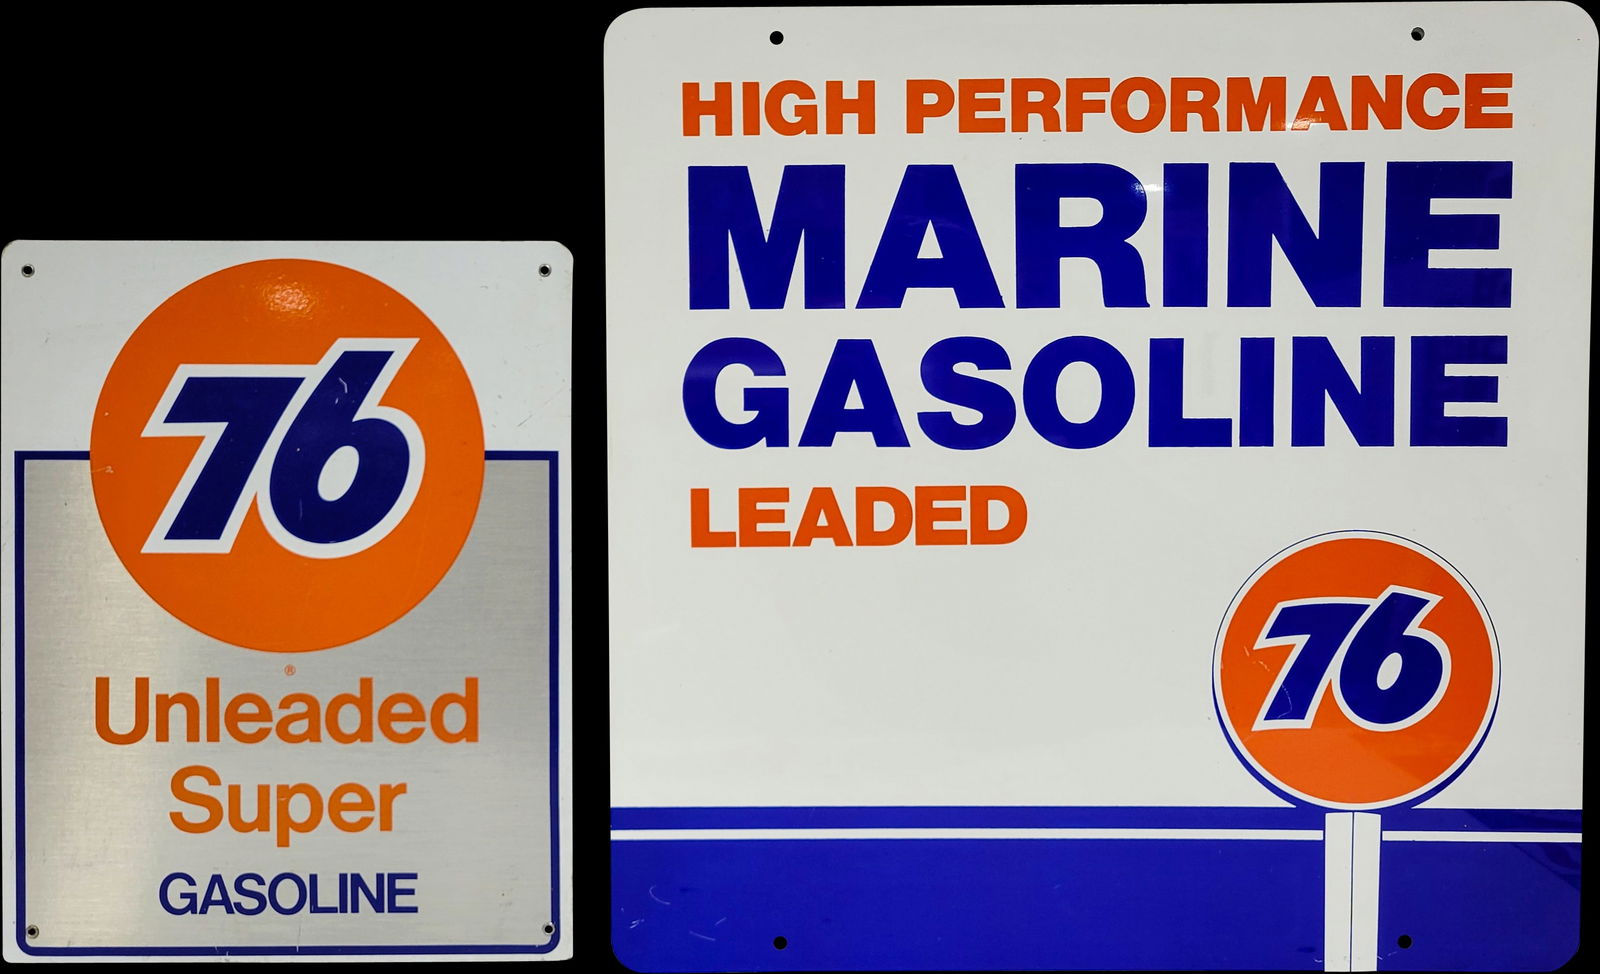 76
®
Unleaded
Super
GASOLINE
HIGH PERFORMANCE
MARINE
GASOLINE
LEADED
76